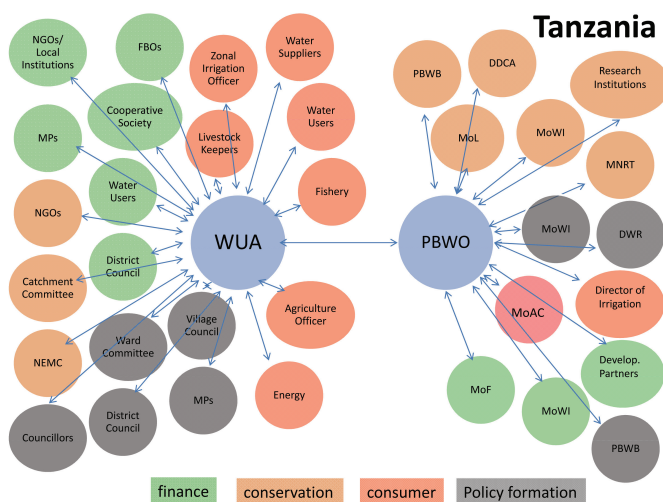 Tanzania
NGOs/
Local
Institutions
FBOs
Zonal
Irrigation
Officer
Water
Suppliers
PBWB
DDCA
Research
Institutions
Cooperative
Society
Livestock
Keepers
Water
Users
MoL
MoWI
MPs
MNRT
Water
Users
Fishery
NGOs
WUA
PBWO
MoWI
DWR
District
Council
Catchment
Committee
Director of
Irrigation
Agriculture
Officer
MoAC
Village
Council
Ward
Committee
NEMC
Develop.
Partners
Energy
MoF
MPs
MoWI
District
Council
Councillors
PBWB
finance
conservation
consumer
Policy formation